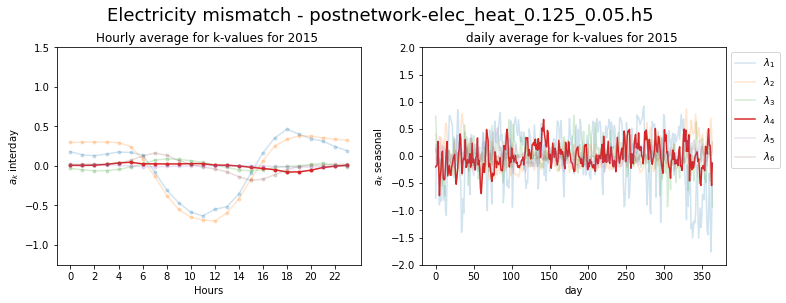 Electricity mismatch - postnetwork-elec_heat_0.125_0.05.h5
Hourly average for k-values for 2015
1.5
1.0
0.5
0.0
−0.5
−1.0
a_k interday
0 2 4 6 8 10 12 14 16 18 20 22
Hours
daily average for k-values for 2015
2.0
1.5
1.0
0.5
0.0
−0.5
−1.0
−1.5
−2.0
a_k seasonal
0 50 100 150 200 250 300 350
day
λ₁
λ₂
λ₃
λ₄
λ₅
λ₆